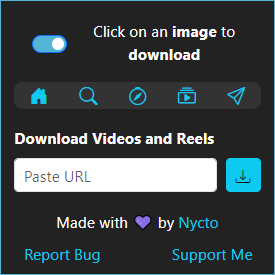 Click on an image to
download
Download Videos and Reels
Paste URL
Made with 💜 by Nycto
Report Bug
Support Me